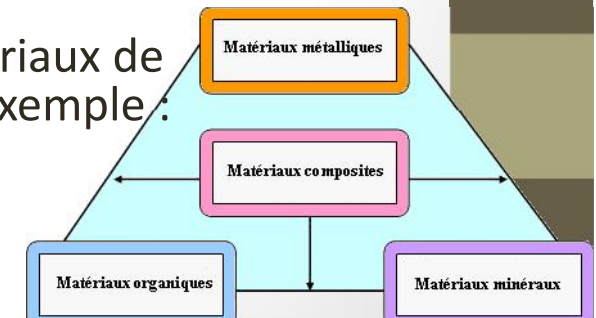 Matériaux métalliques
riaux de
xemple :
Matériaux composites
Matériaux organiques
Matériaux minéraux